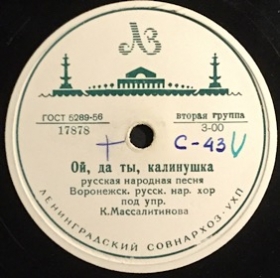 ЛЗ
ГОСТ 5289-56 вторая группа
17878 3-00
+ С-43 V
Ой, да ты, калинушка
русская народная песня
Воронежск. русск. нар. хор
под упр.
К.Массалитинова
ЛЕНИНГРАДСКИЙ СОВНАРХОЗ-УХП